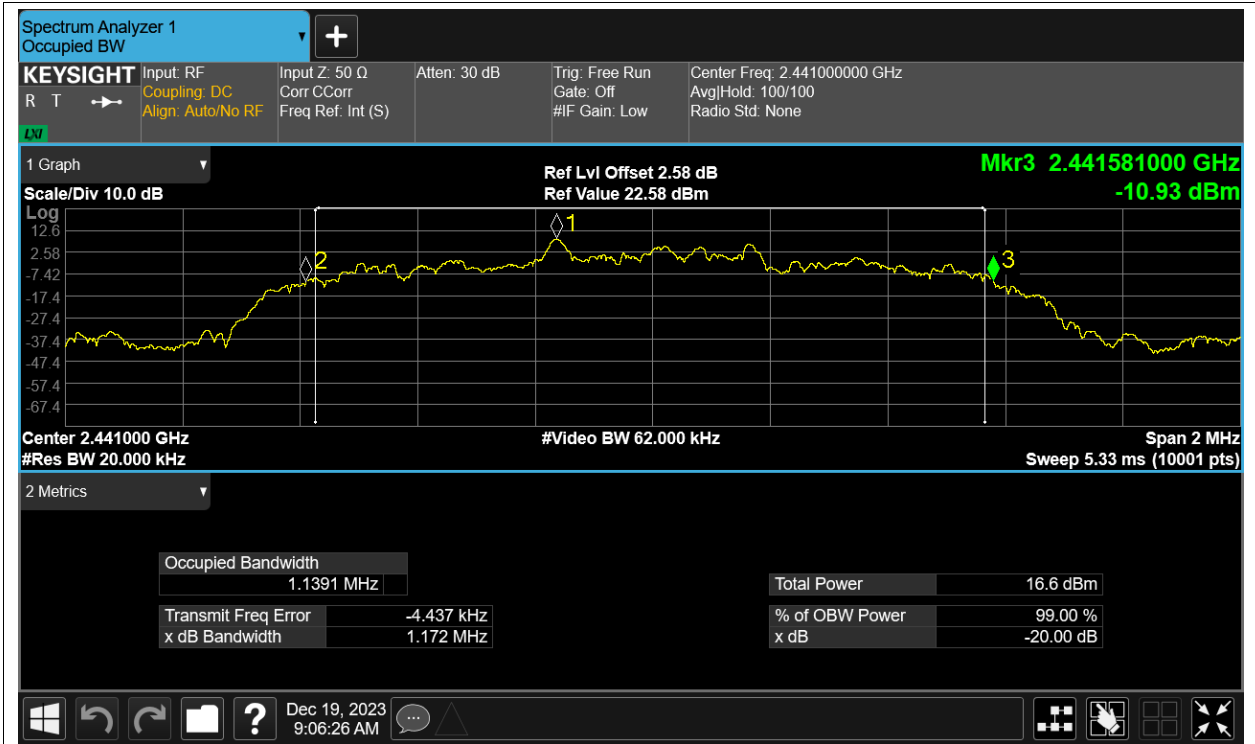 Spectrum Analyzer 1
Occupied BW
KEYSIGHT
R T
LXI
Input: RF
Coupling: DC
Align: Auto/No RF
Input Z: 50 Ω
Corr CCorr
Freq Ref: Int (S)
Atten: 30 dB
Trig: Free Run
Gate: Off
#IF Gain: Low
Center Freq: 2.441000000 GHz
Avg|Hold: 100/100
Radio Std: None
1 Graph
Scale/Div 10.0 dB
Ref Lvl Offset 2.58 dB
Ref Value 22.58 dBm
Mkr3 2.441581000 GHz
-10.93 dBm
Log
12.6
2.58
-7.42
-17.4
-27.4
-37.4
-47.4
-57.4
-67.4
1
2
3
Center 2.441000 GHz
#Res BW 20.000 kHz
#Video BW 62.000 kHz
Span 2 MHz
Sweep 5.33 ms (10001 pts)
2 Metrics
Occupied Bandwidth
1.1391 MHz
Transmit Freq Error -4.437 kHz
x dB Bandwidth 1.172 MHz
Total Power 16.6 dBm
% of OBW Power 99.00 %
x dB -20.00 dB
?
Dec 19, 2023
9:06:26 AM